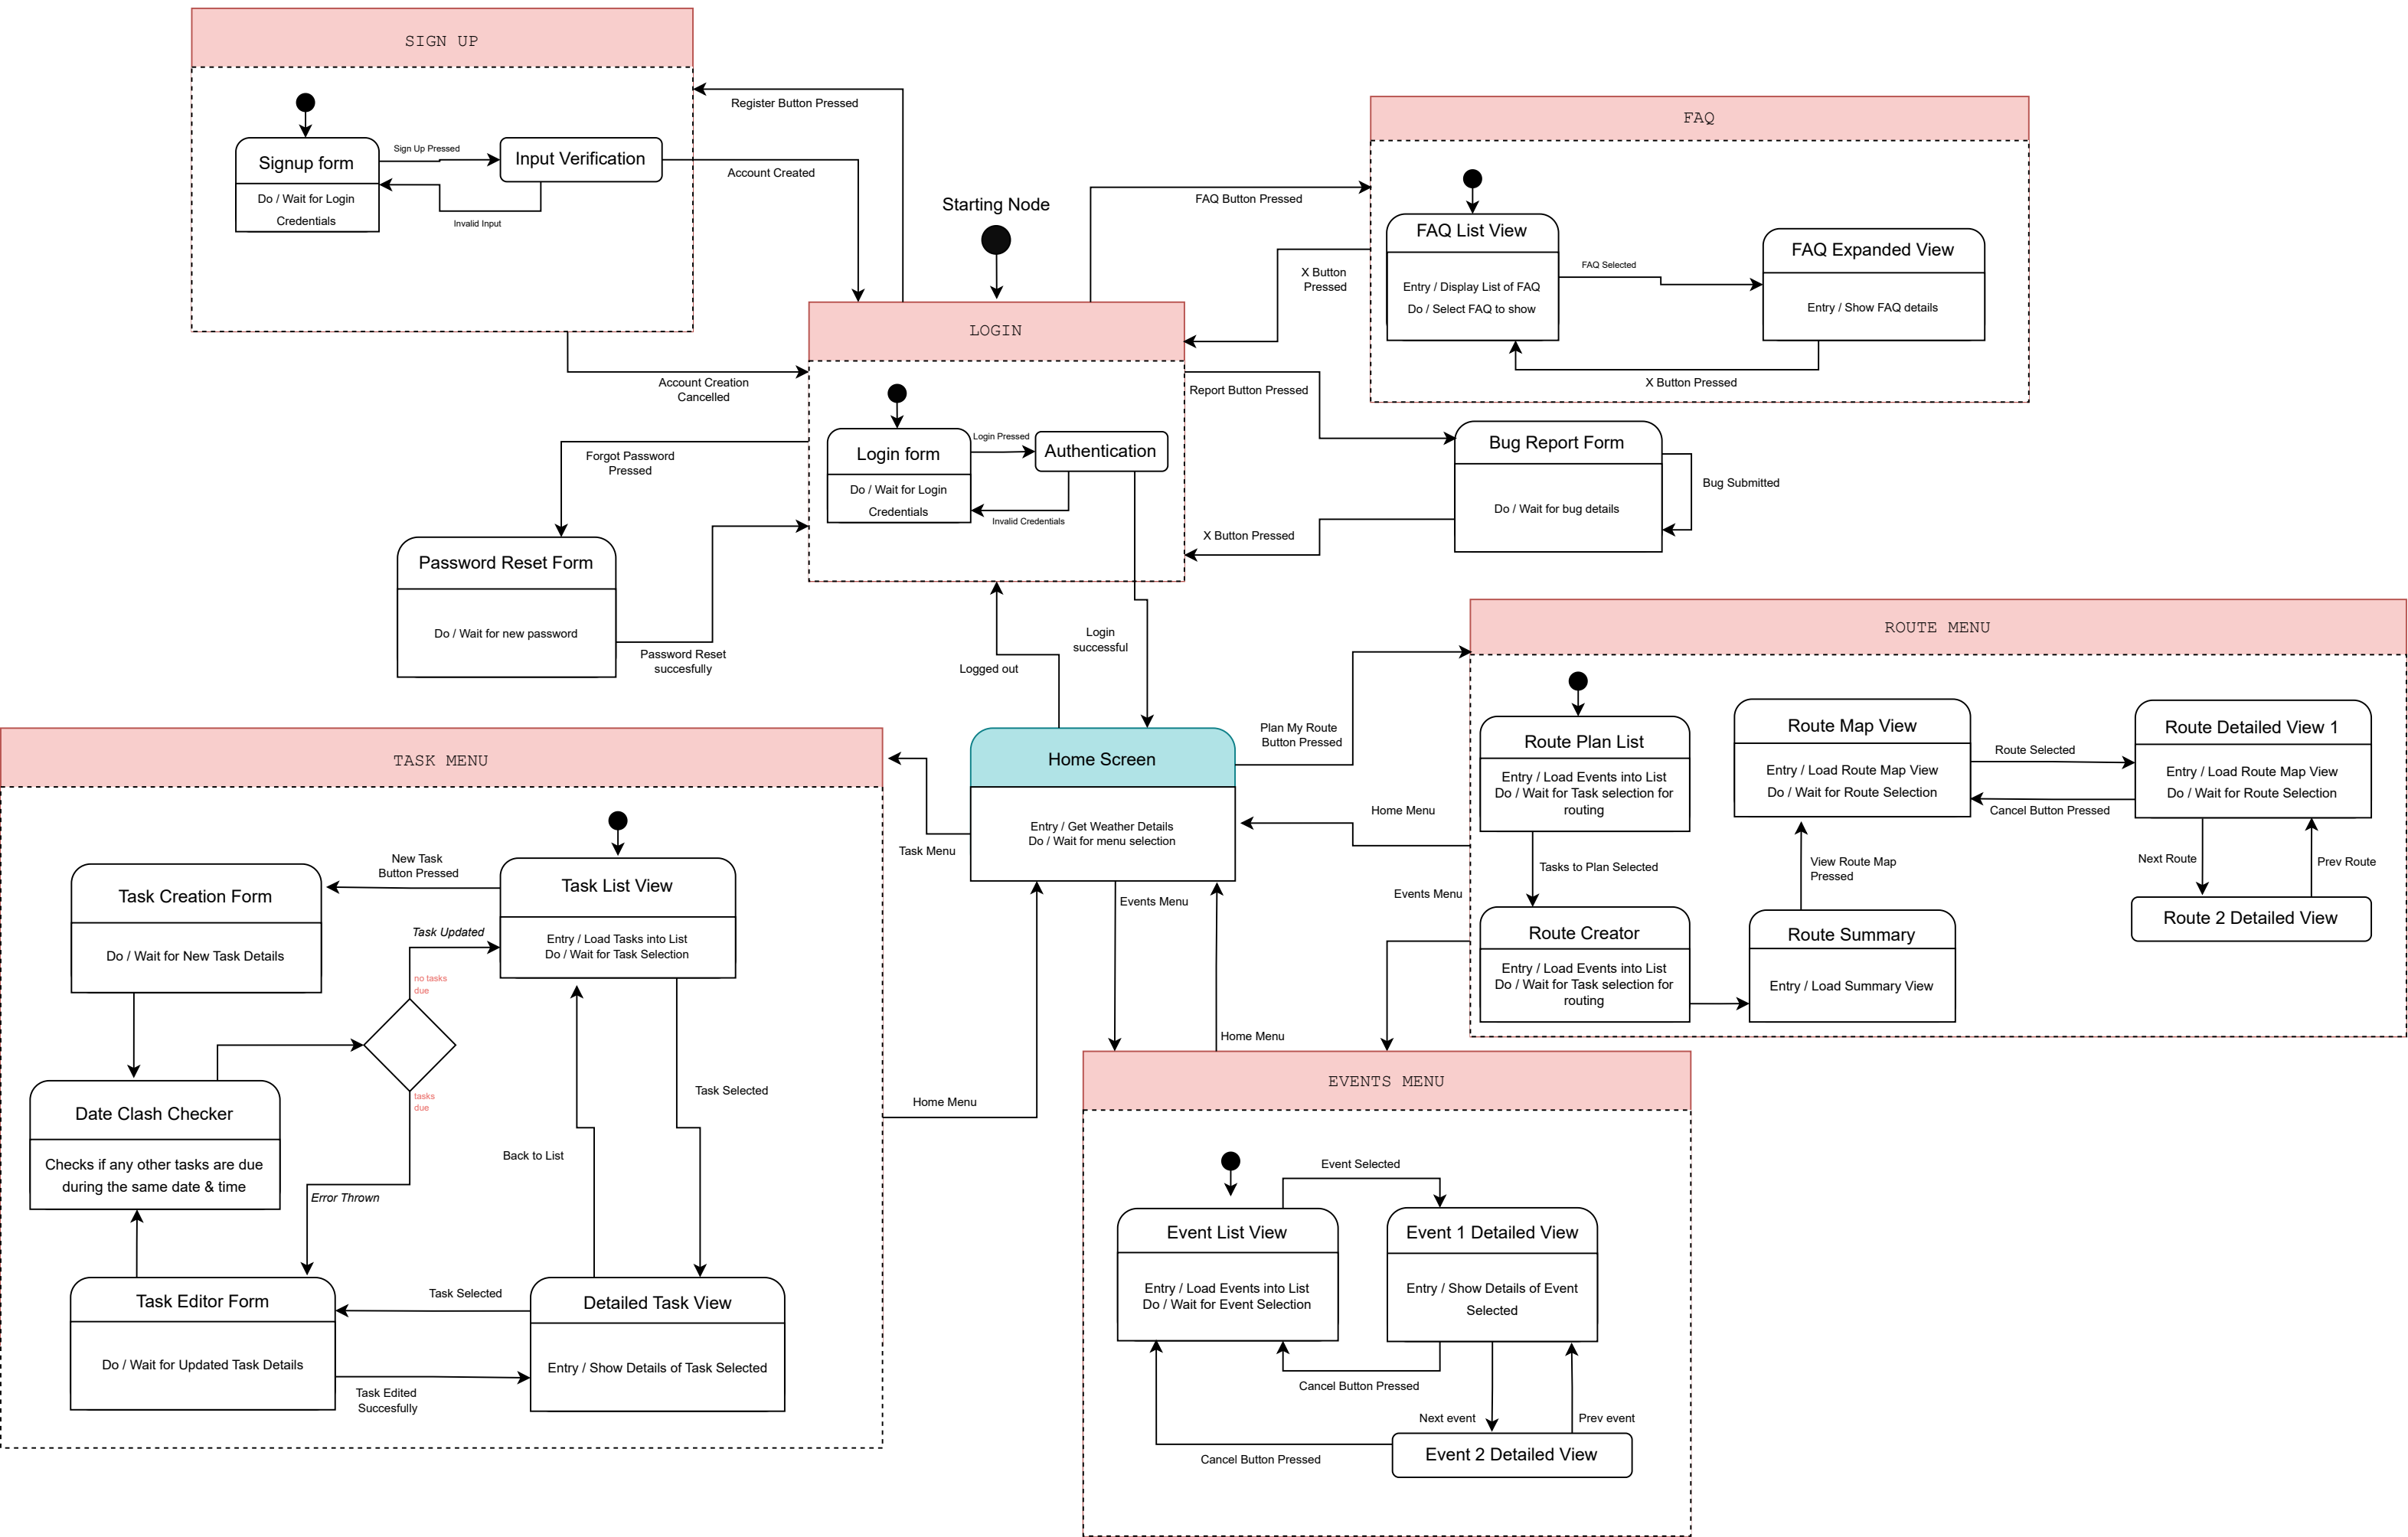 SIGN UP
Signup form
Do / Wait for Login
Credentials
Sign Up Pressed
Input Verification
Invalid Input
Register Button Pressed
Account Created
Account Creation
Cancelled
Starting Node
LOGIN
Login form
Do / Wait for Login
Credentials
Login Pressed
Authentication
Invalid Credentials
FAQ Button Pressed
X Button
Pressed
FAQ
FAQ List View
Entry / Display List of FAQ
Do / Select FAQ to show
FAQ Selected
FAQ Expanded View
Entry / Show FAQ details
X Button Pressed
Report Button Pressed
Bug Report Form
Do / Wait for bug details
Bug Submitted
X Button Pressed
Forgot Password
Pressed
Password Reset Form
Do / Wait for new password
Password Reset
succesfully
Logged out
Login
successful
Home Screen
Entry / Get Weather Details
Do / Wait for menu selection
Plan My Route
Button Pressed
Home Menu
Events Menu
Task Menu
Events Menu
Home Menu
Home Menu
ROUTE MENU
Route Plan List
Entry / Load Events into List
Do / Wait for Task selection for
routing
Tasks to Plan Selected
Route Creator
Entry / Load Events into List
Do / Wait for Task selection for
routing
Route Map View
Entry / Load Route Map View
Do / Wait for Route Selection
View Route Map
Pressed
Route Summary
Entry / Load Summary View
Route Selected
Cancel Button Pressed
Route Detailed View 1
Entry / Load Route Map View
Do / Wait for Route Selection
Next Route
Prev Route
Route 2 Detailed View
TASK MENU
Task Creation Form
Do / Wait for New Task Details
New Task
Button Pressed
Task List View
Entry / Load Tasks into List
Do / Wait for Task Selection
Task Updated
no tasks
due
tasks
due
Date Clash Checker
Checks if any other tasks are due
during the same date & time
Error Thrown
Back to List
Task Selected
Task Editor Form
Do / Wait for Updated Task Details
Task Selected
Task Edited
Succesfully
Detailed Task View
Entry / Show Details of Task Selected
EVENTS MENU
Event Selected
Event List View
Entry / Load Events into List
Do / Wait for Event Selection
Event 1 Detailed View
Entry / Show Details of Event
Selected
Cancel Button Pressed
Next event
Prev event
Cancel Button Pressed
Event 2 Detailed View